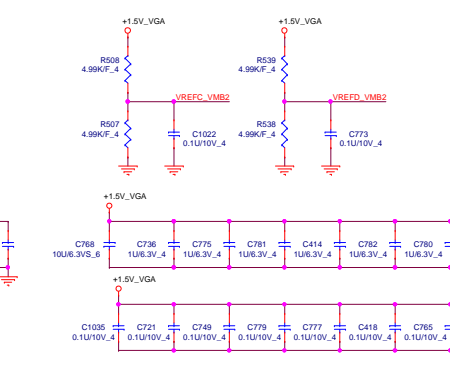 +1.5V_VGA +1.5V_VGA
R508 R539
4.99K/F_4 4.99K/F_4
VREFC_VMB2 VREFD_VMB2
R507 C1022 R538 C773
4.99K/F_4 0.1U/10V_4 4.99K/F_4 0.1U/10V_4
+1.5V_VGA
C768 C736 C775 C781 C414 C782 C780
10U/6.3VS_6 1U/6.3V_4 1U/6.3V_4 1U/6.3V_4 1U/6.3V_4 1U/6.3V_4 1U/6.3V_4
+1.5V_VGA
C1035 C721 C749 C779 C777 C418 C765
0.1U/10V_4 0.1U/10V_4 0.1U/10V_4 0.1U/10V_4 0.1U/10V_4 0.1U/10V_4 0.1U/10V_4